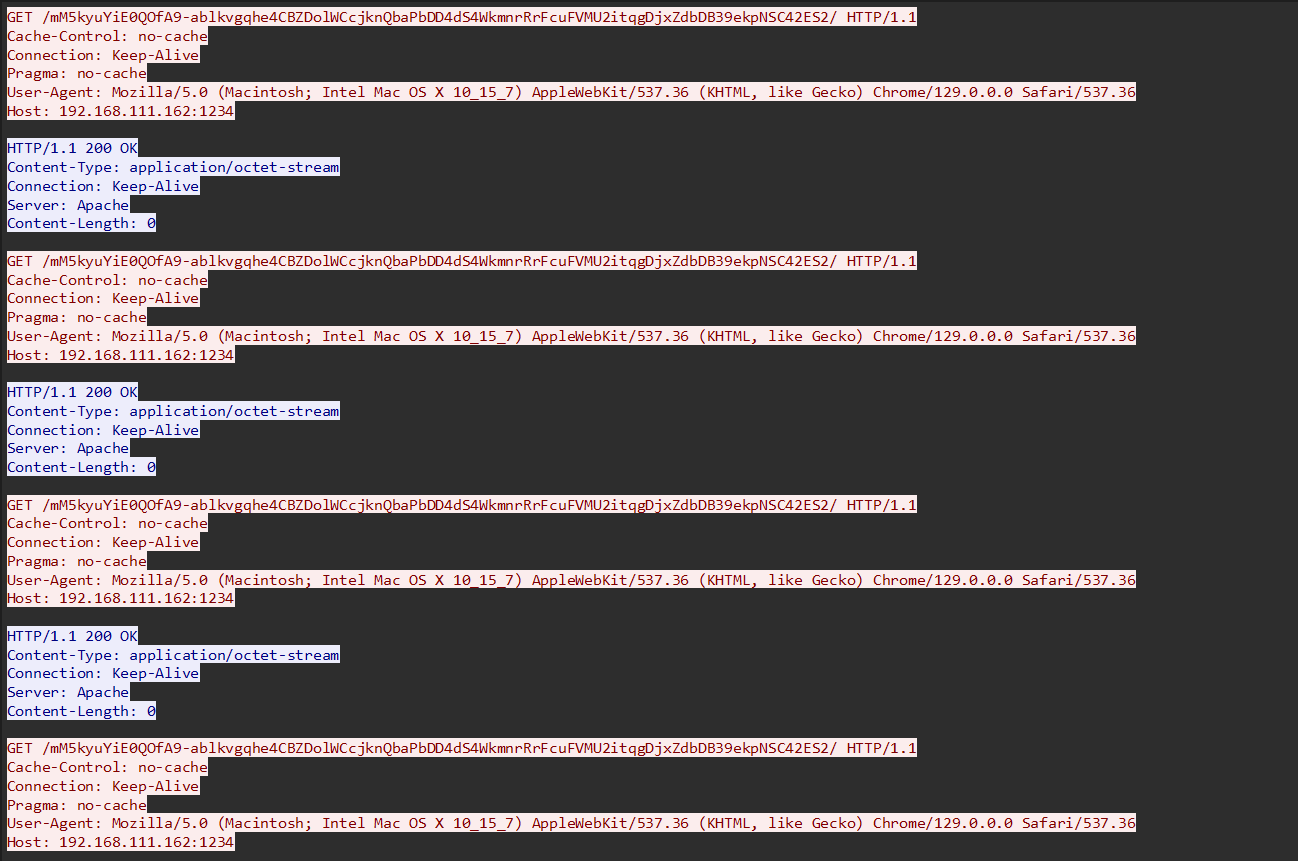 GET /mM5kyuYiE0QOfA9-ablkvgqhe4CBZDolWCcjknQbaPbDD4dS4WkmnrRrFcuFVMU2itqgDjxZdbDB39ekpNSC42ES2/ HTTP/1.1
Cache-Control: no-cache
Connection: Keep-Alive
Pragma: no-cache
User-Agent: Mozilla/5.0 (Macintosh; Intel Mac OS X 10_15_7) AppleWebKit/537.36 (KHTML, like Gecko) Chrome/129.0.0.0 Safari/537.36
Host: 192.168.111.162:1234
HTTP/1.1 200 OK
Content-Type: application/octet-stream
Connection: Keep-Alive
Server: Apache
Content-Length: 0
GET /mM5kyuYiE0QOfA9-ablkvgqhe4CBZDolWCcjknQbaPbDD4dS4WkmnrRrFcuFVMU2itqgDjxZdbDB39ekpNSC42ES2/ HTTP/1.1
Cache-Control: no-cache
Connection: Keep-Alive
Pragma: no-cache
User-Agent: Mozilla/5.0 (Macintosh; Intel Mac OS X 10_15_7) AppleWebKit/537.36 (KHTML, like Gecko) Chrome/129.0.0.0 Safari/537.36
Host: 192.168.111.162:1234
HTTP/1.1 200 OK
Content-Type: application/octet-stream
Connection: Keep-Alive
Server: Apache
Content-Length: 0
GET /mM5kyuYiE0QOfA9-ablkvgqhe4CBZDolWCcjknQbaPbDD4dS4WkmnrRrFcuFVMU2itqgDjxZdbDB39ekpNSC42ES2/ HTTP/1.1
Cache-Control: no-cache
Connection: Keep-Alive
Pragma: no-cache
User-Agent: Mozilla/5.0 (Macintosh; Intel Mac OS X 10_15_7) AppleWebKit/537.36 (KHTML, like Gecko) Chrome/129.0.0.0 Safari/537.36
Host: 192.168.111.162:1234
HTTP/1.1 200 OK
Content-Type: application/octet-stream
Connection: Keep-Alive
Server: Apache
Content-Length: 0
GET /mM5kyuYiE0QOfA9-ablkvgqhe4CBZDolWCcjknQbaPbDD4dS4WkmnrRrFcuFVMU2itqgDjxZdbDB39ekpNSC42ES2/ HTTP/1.1
Cache-Control: no-cache
Connection: Keep-Alive
Pragma: no-cache
User-Agent: Mozilla/5.0 (Macintosh; Intel Mac OS X 10_15_7) AppleWebKit/537.36 (KHTML, like Gecko) Chrome/129.0.0.0 Safari/537.36
Host: 192.168.111.162:1234